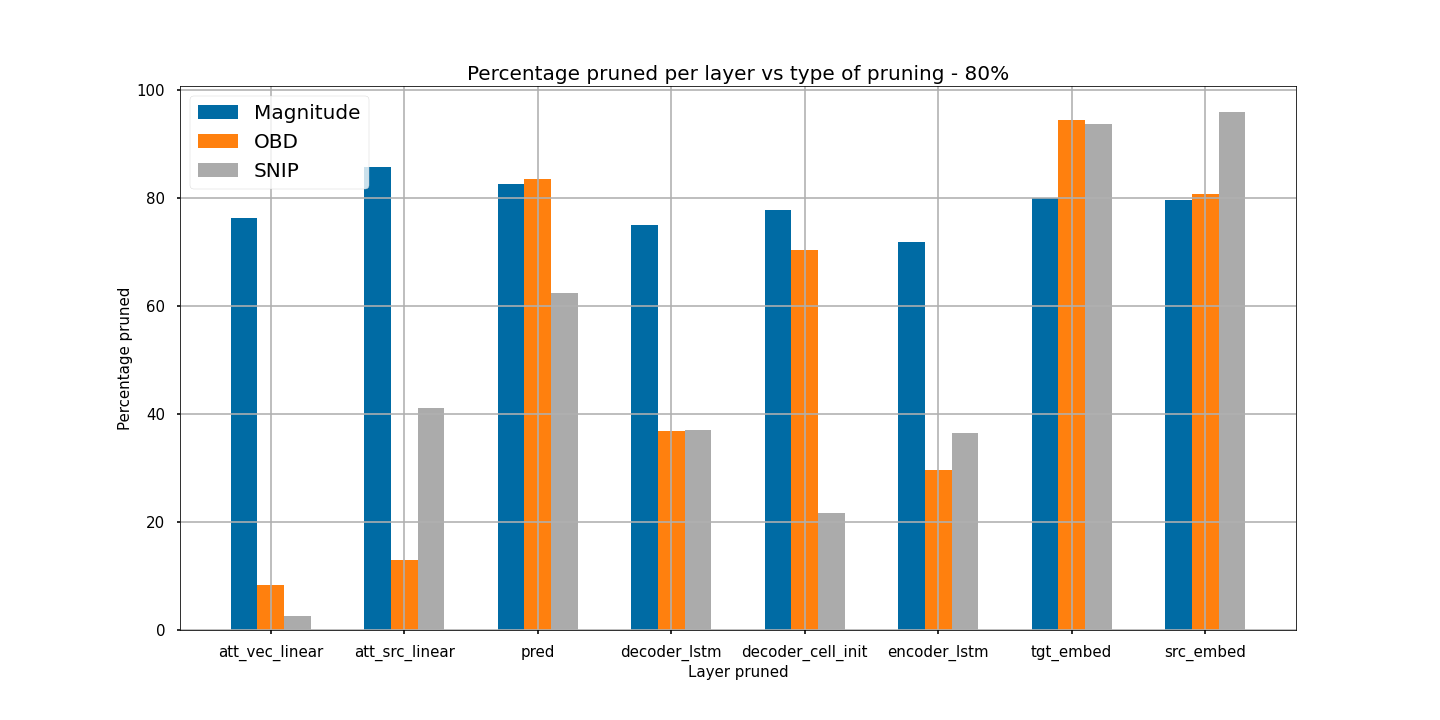 Percentage pruned per layer vs type of pruning - 80%
100
80
60
40
20
0
Percentage pruned
Magnitude
OBD
SNIP
att_vec_linear att_src_linear pred decoder_lstm decoder_cell_init encoder_lstm tgt_embed src_embed
Layer pruned